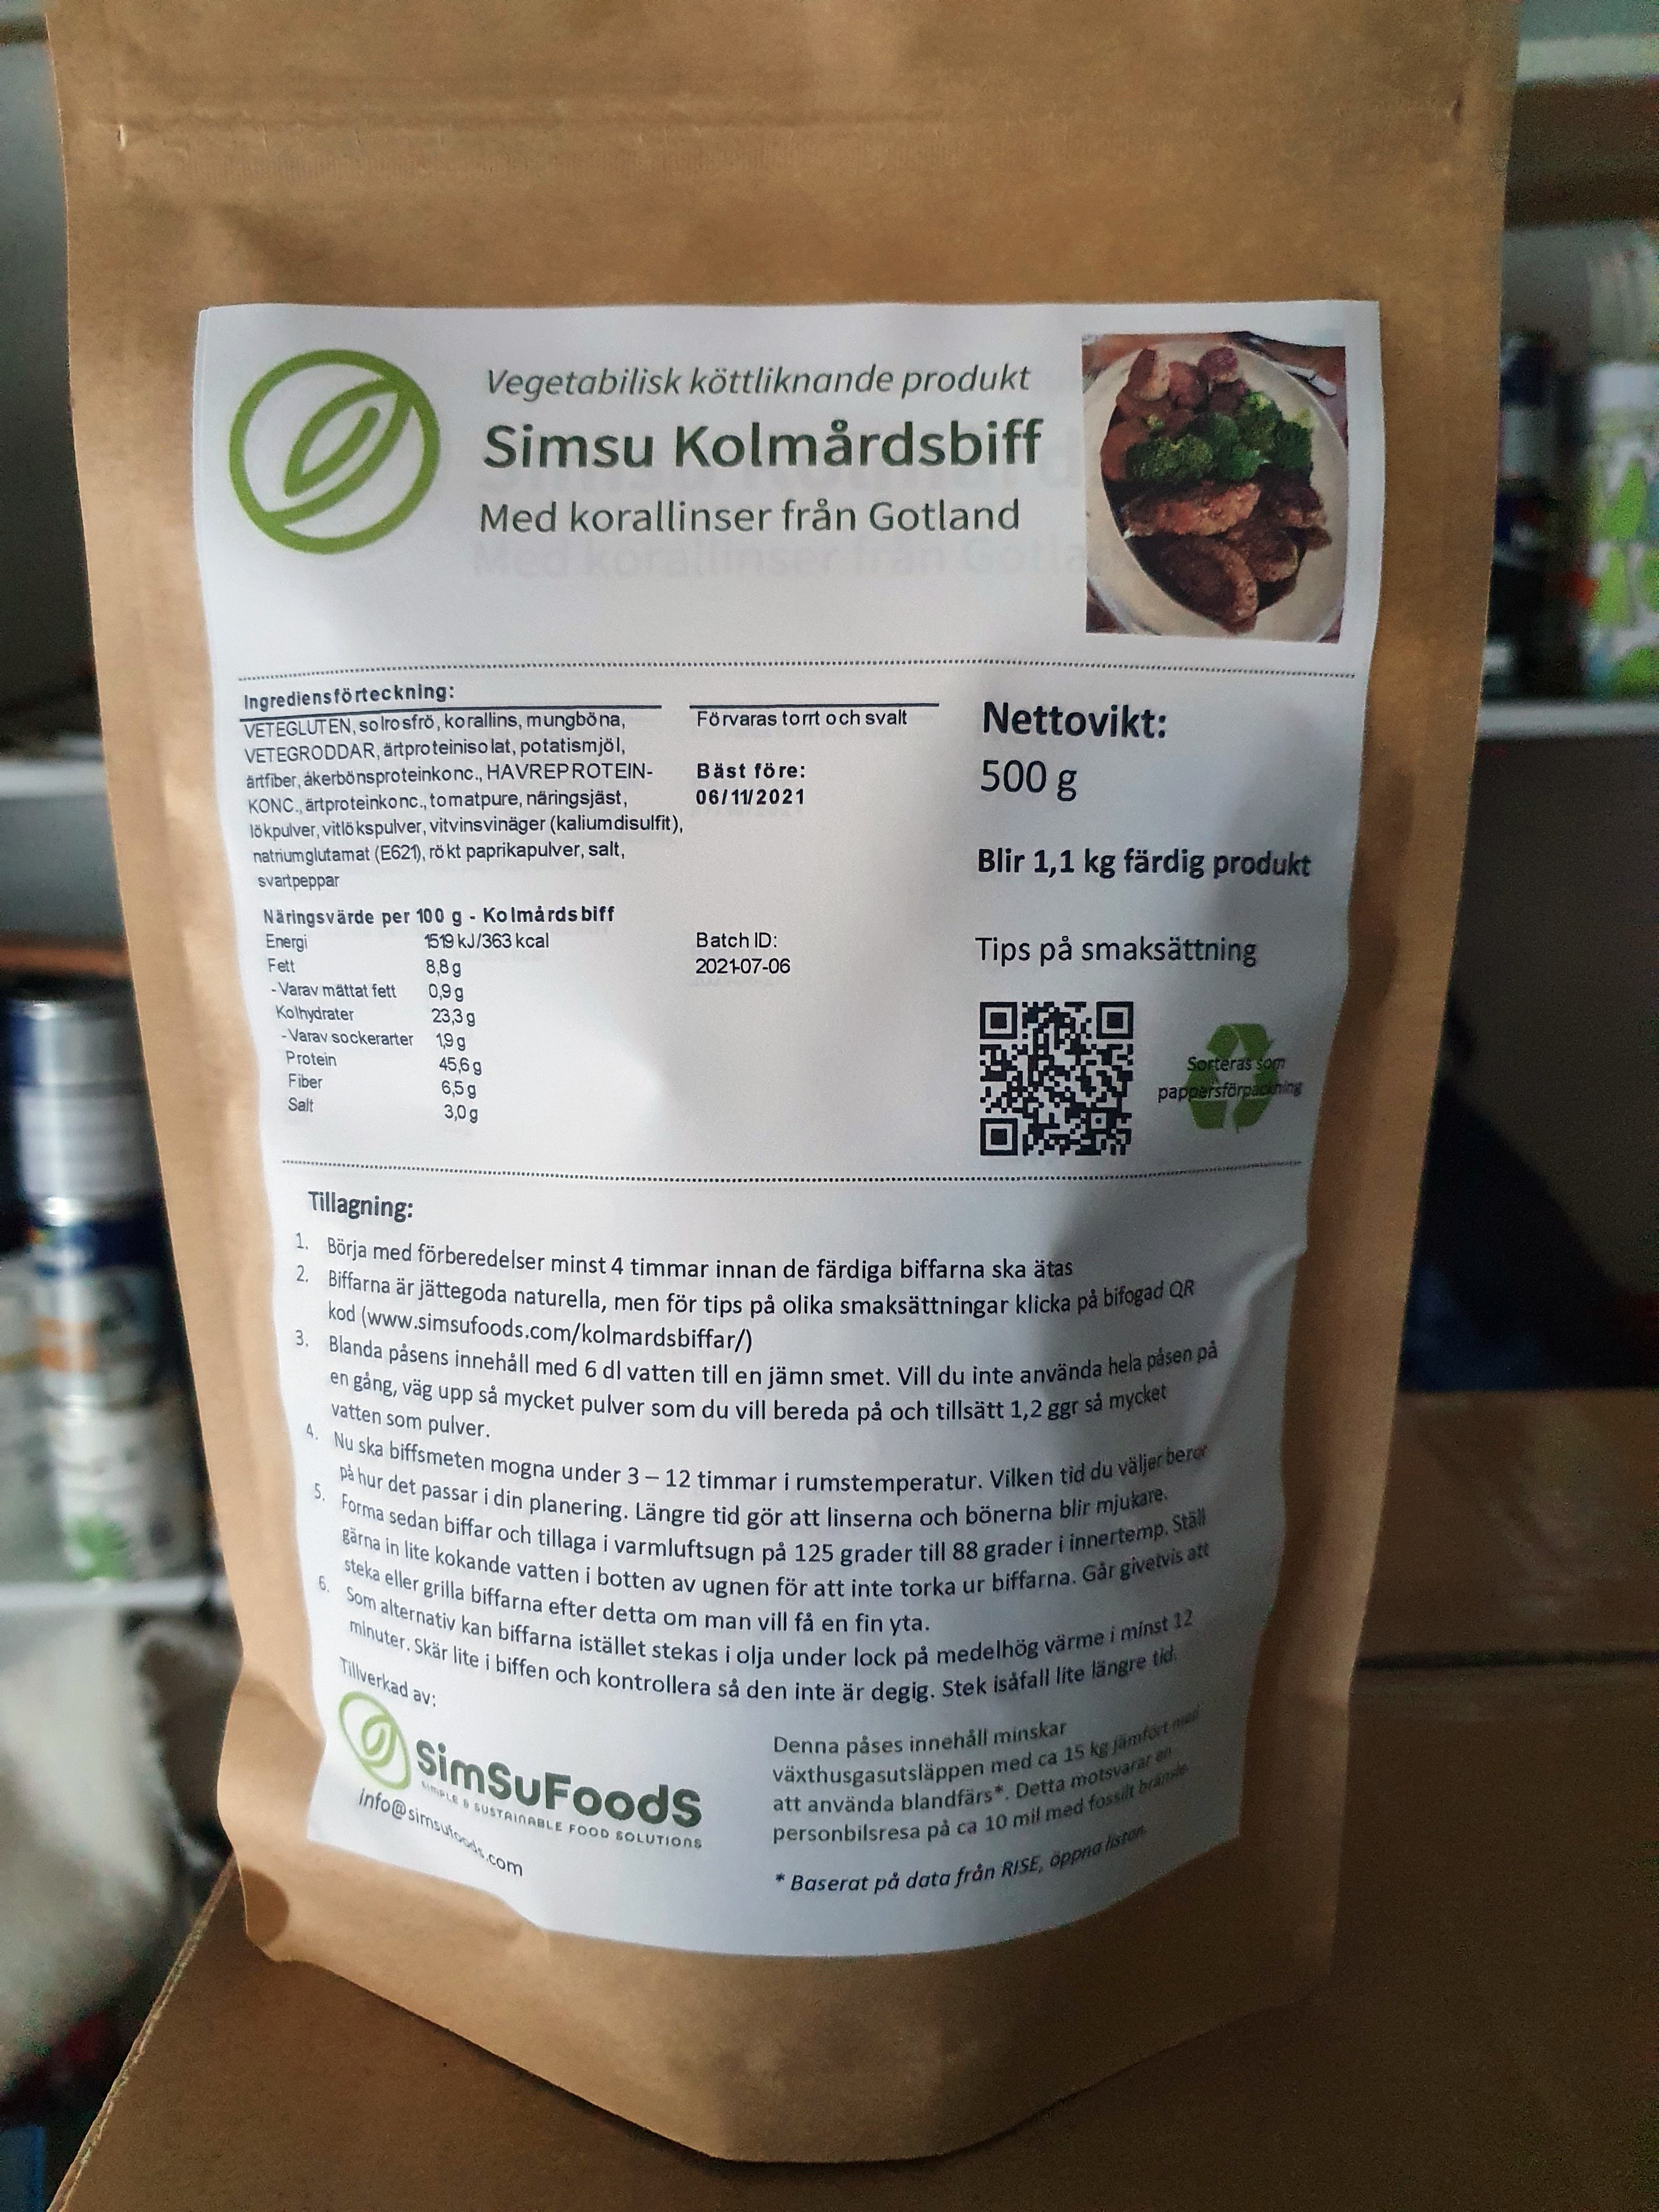 Vegetabilisk köttliknande produkt
Simsu Kolmårdsbiff
Med korallinser från Gotland
Ingrediensförteckning:
VETEGLUTEN, solrosfrö, korallins, mungböna,
VETEGRODDAR, ärtproteinisolat, potatismjöl,
ärtfiber, åkerbönsproteinkonc., HAVREPROTEIN-
KONC., ärtproteinkonc., tomatpure, näringsjäst,
lökpulver, vitlökspulver, vitvinsvinäger (kaliumdisulfit),
natriumglutamat (E621), rökt paprikapulver, salt,
svartpeppar
Förvaras torrt och svalt
Bäst före:
06/11/2021
Nettovikt:
500 g
Blir 1,1 kg färdig produkt
Näringsvärde per 100 g - Kolmårdsbiff
Energi 1519 kJ/363 kcal
Fett 8,8 g
- Varav mättat fett 0,9 g
Kolhydrater 23,3 g
- Varav sockerarter 1,9 g
Protein 45,6 g
Fiber 6,5 g
Salt 3,0 g
Batch ID:
2021-07-06
Tips på smaksättning
Sorteras som
pappersförpackning
Tillagning:
1. Börja med förberedelser minst 4 timmar innan de färdiga biffarna ska ätas
2. Biffarna är jättegoda naturella, men för tips på olika smaksättningar klicka på bifogad QR
kod (www.simsufoods.com/kolmardsbiffar/)
3. Blanda påsens innehåll med 6 dl vatten till en jämn smet. Vill du inte använda hela påsen på
en gång, väg upp så mycket pulver som du vill bereda på och tillsätt 1,2 ggr så mycket
vatten som pulver.
4. Nu ska biffsmeten mogna under 3 – 12 timmar i rumstemperatur. Vilken tid du väljer beror
på hur det passar i din planering. Längre tid gör att linserna och bönerna blir mjukare.
5. Forma sedan biffar och tillaga i varmluftsugn på 125 grader till 88 grader i innertemp. Ställ
gärna in lite kokande vatten i botten av ugnen för att inte torka ur biffarna. Går givetvis att
steka eller grilla biffarna efter detta om man vill få en fin yta.
6. Som alternativ kan biffarna istället stekas i olja under lock på medelhög värme i minst 12
minuter. Skär lite i biffen och kontrollera så den inte är degig. Stek isåfall lite längre tid.
Tillverkad av:
SimSuFoodS
SIMPLE & SUSTAINABLE FOOD SOLUTIONS
info@simsufoods.com
Denna påses innehåll minskar
växthusgasutsläppen med ca 15 kg jämfört med
att använda blandfärs*. Detta motsvarar en
personbilsresa på ca 10 mil med fossilt bränsle.
* Baserat på data från RISE, öppna listan.